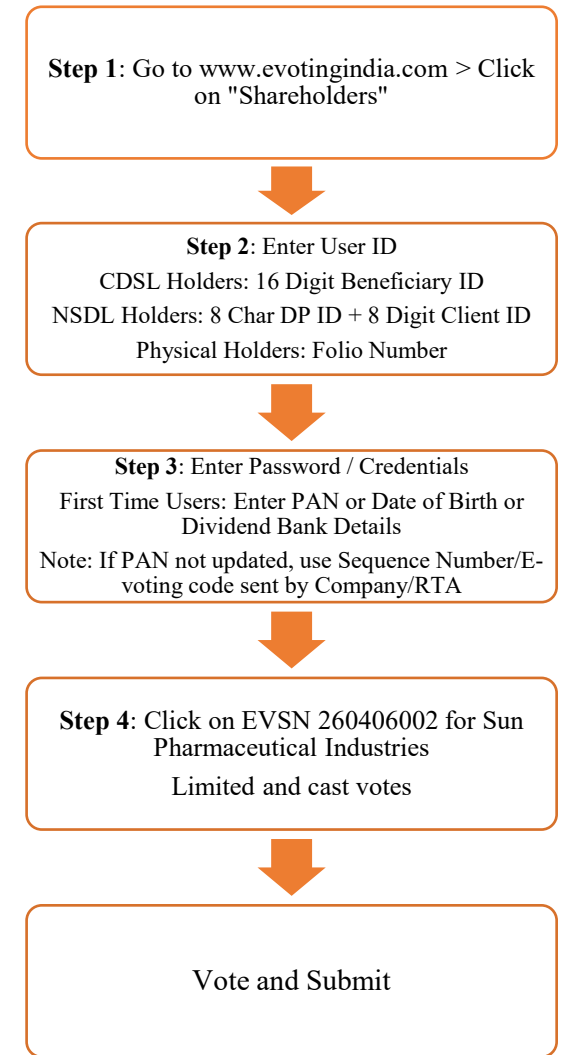 Step 1: Go to www.evotingindia.com > Click
on "Shareholders"
Step 2: Enter User ID
CDSL Holders: 16 Digit Beneficiary ID
NSDL Holders: 8 Char DP ID + 8 Digit Client ID
Physical Holders: Folio Number
Step 3: Enter Password / Credentials
First Time Users: Enter PAN or Date of Birth or
Dividend Bank Details
Note: If PAN not updated, use Sequence Number/E-
voting code sent by Company/RTA
Step 4: Click on EVSN 260406002 for Sun
Pharmaceutical Industries
Limited and cast votes
Vote and Submit